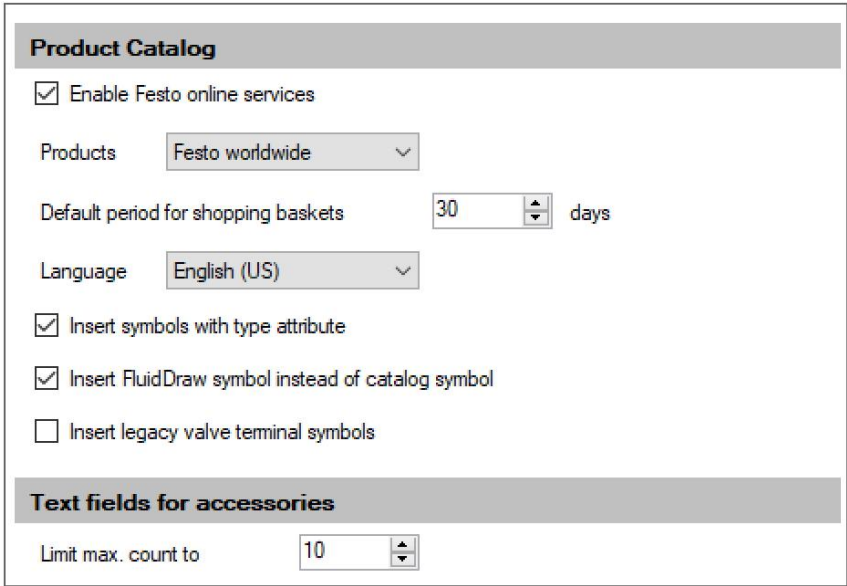 Product Catalog
Enable Festo online services
Products Festo worldwide
Default period for shopping baskets 30 days
Language English (US)
Insert symbols with type attribute
Insert FluidDraw symbol instead of catalog symbol
Insert legacy valve terminal symbols
Text fields for accessories
Limit max. count to 10